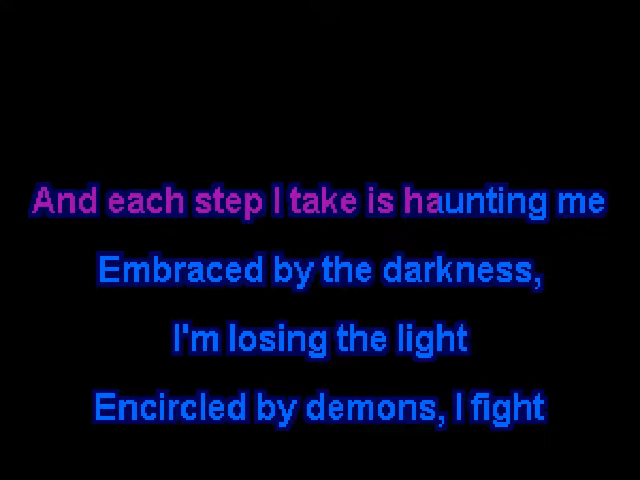 And each step I take is haunting me
Embraced by the darkness,
I'm losing the light
Encircled by demons, I fight